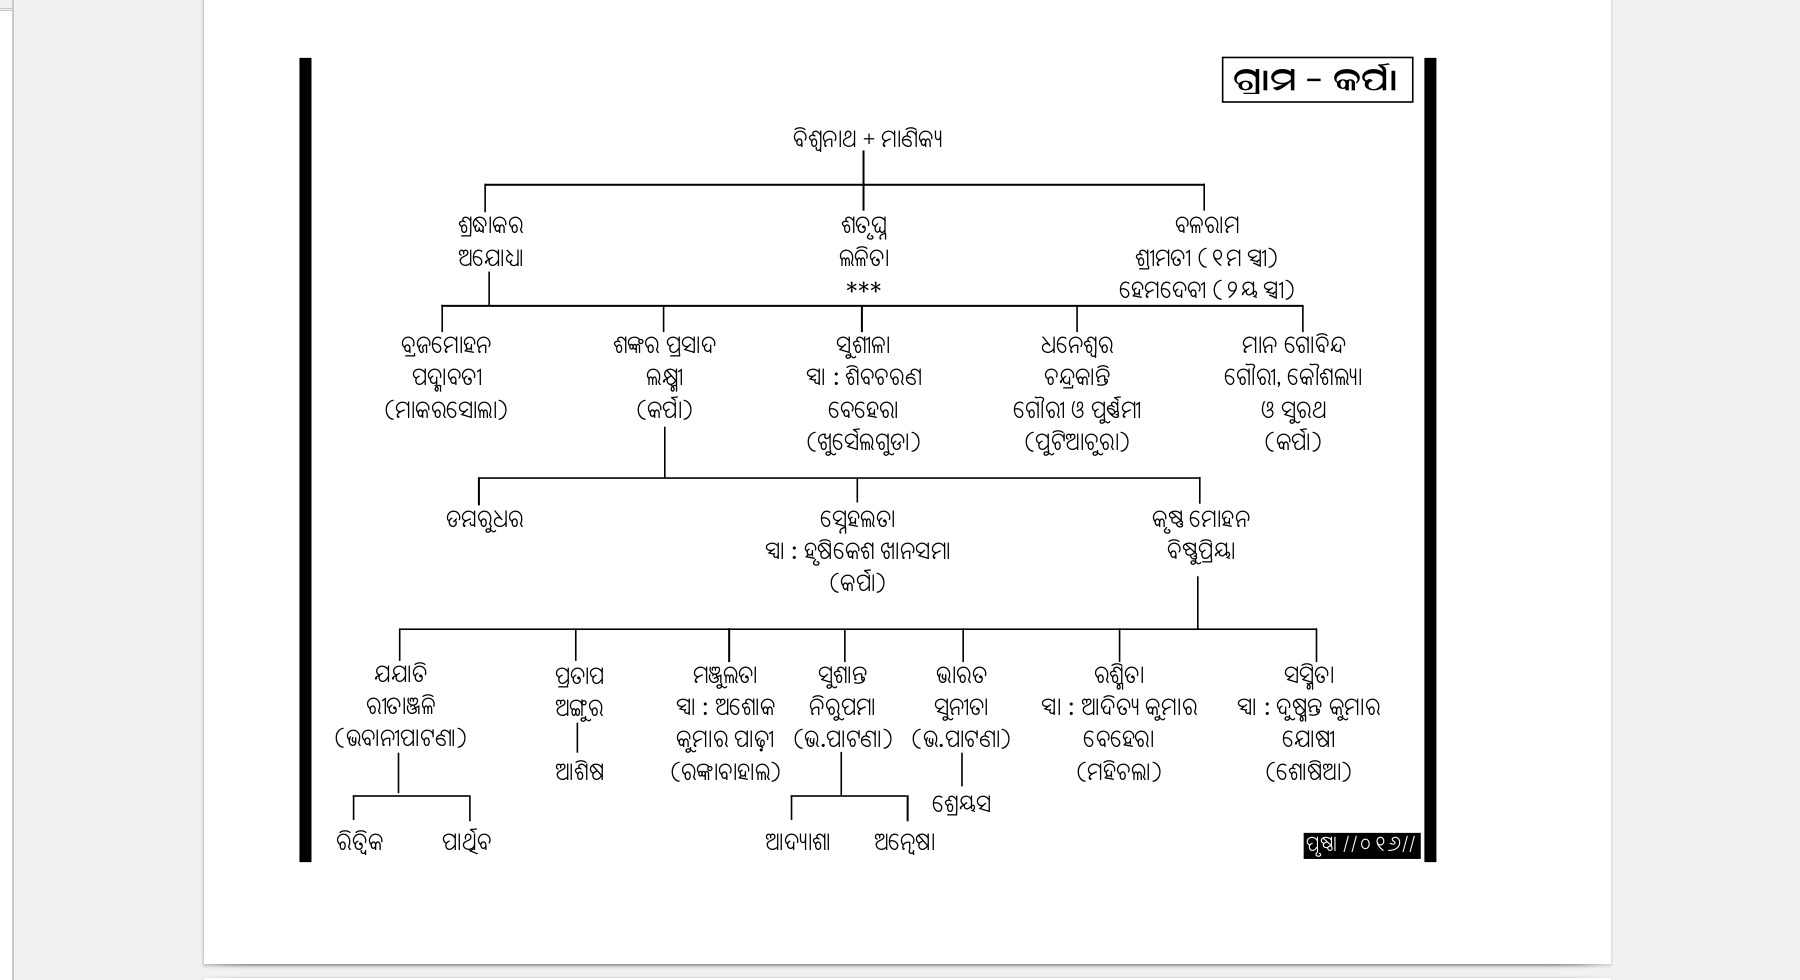 ଗ୍ରାମ - କର୍ପା
ବିଶ୍ୱନାଥ + ମାଣିକ୍ୟ
ଶ୍ରଦ୍ଧାକର ଶତୃଘ୍ନ ବଳରାମ
ଅଯୋଧ୍ୟା ଲଳିତା ଶ୍ରୀମତୀ (୧ମ ସ୍ତ୍ରୀ)
*** ହେମଦେବୀ (୨ୟ ସ୍ତ୍ରୀ)
ବ୍ରଜମୋହନ ଶଙ୍କର ପ୍ରସାଦ ସୁଶୀଳା ଧନେଶ୍ୱର ମାନ ଗୋବିନ୍ଦ
ପଦ୍ମାବତୀ ଲକ୍ଷ୍ମୀ ସ୍ୱା : ଶିବଚରଣ ଚନ୍ଦ୍ରକାନ୍ତି ଗୌରୀ, କୌଶଲ୍ୟା
(ମାକରସୋଲା) (କର୍ପା) ବେହେରା ଗୌରୀ ଓ ପୁର୍ଣ୍ଣମୀ ଓ ସୁରଥ
(ଖୁର୍ସେଲଗୁଡା) (ପୁଟିଆଚୁରା) (କର୍ପା)
ଡମ୍ବରୁଧର ସ୍ନେହଲତା କୃଷ୍ଣ ମୋହନ
ସ୍ୱା : ହୃଷିକେଶ ଖାନସମା ବିଷ୍ଣୁପ୍ରିୟା
(କର୍ପା)
ଯଯାତି ପ୍ରତାପ ମଞ୍ଜୁଲତା ସୁଶାନ୍ତ ଭାରତ ରଶ୍ମିତା ସସ୍ମିତା
ରୀତାଞ୍ଜଳି ଅଙ୍ଗୁର ସ୍ୱା : ଅଶୋକ ନିରୁପମା ସୁନୀତା ସ୍ୱା : ଆଦିତ୍ୟ କୁମାର ସ୍ୱା : ଦୁଷ୍ମନ୍ତ କୁମାର
(ଭବାନୀପାଟଣା) କୁମାର ପାଢ଼ୀ (ଭ.ପାଟଣା) (ଭ.ପାଟଣା) ବେହେରା ଯୋଷୀ
ଆଶିଷ (ରଙ୍କାବାହାଲ) (ମହିଚଲା) (ଶୋଷିଆ)
ଶ୍ରେୟସ
ରିତ୍ୱିକ ପାର୍ଥିବ ଆଦ୍ୟାଶା ଅନ୍ୱେଷା
ପୃଷ୍ଠା //୦୧୬//